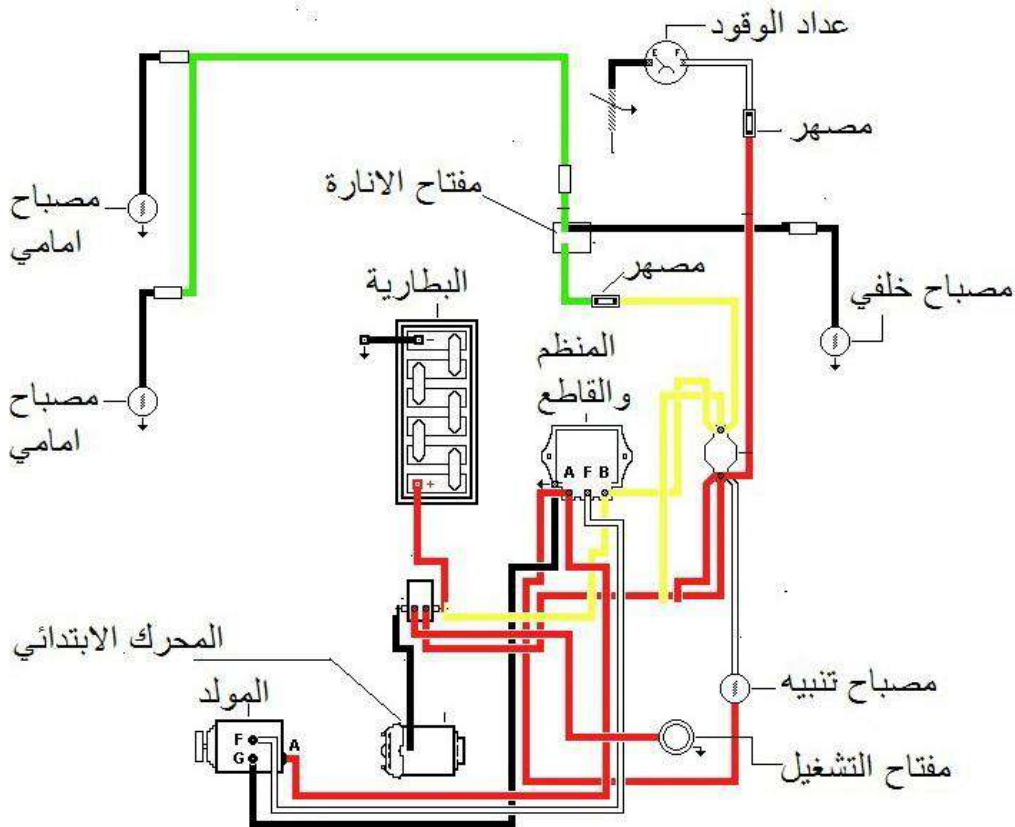 عداد الوقود
E F
مصهر
مفتاح الانارة
مصباح
امامي
مصهر
مصباح خلفي
البطارية
-
+
المنظم
والقاطع
مصباح
امامي
A F B
المحرك الابتدائي
مصباح تنبيه
المولد
F
G
A
مفتاح التشغيل